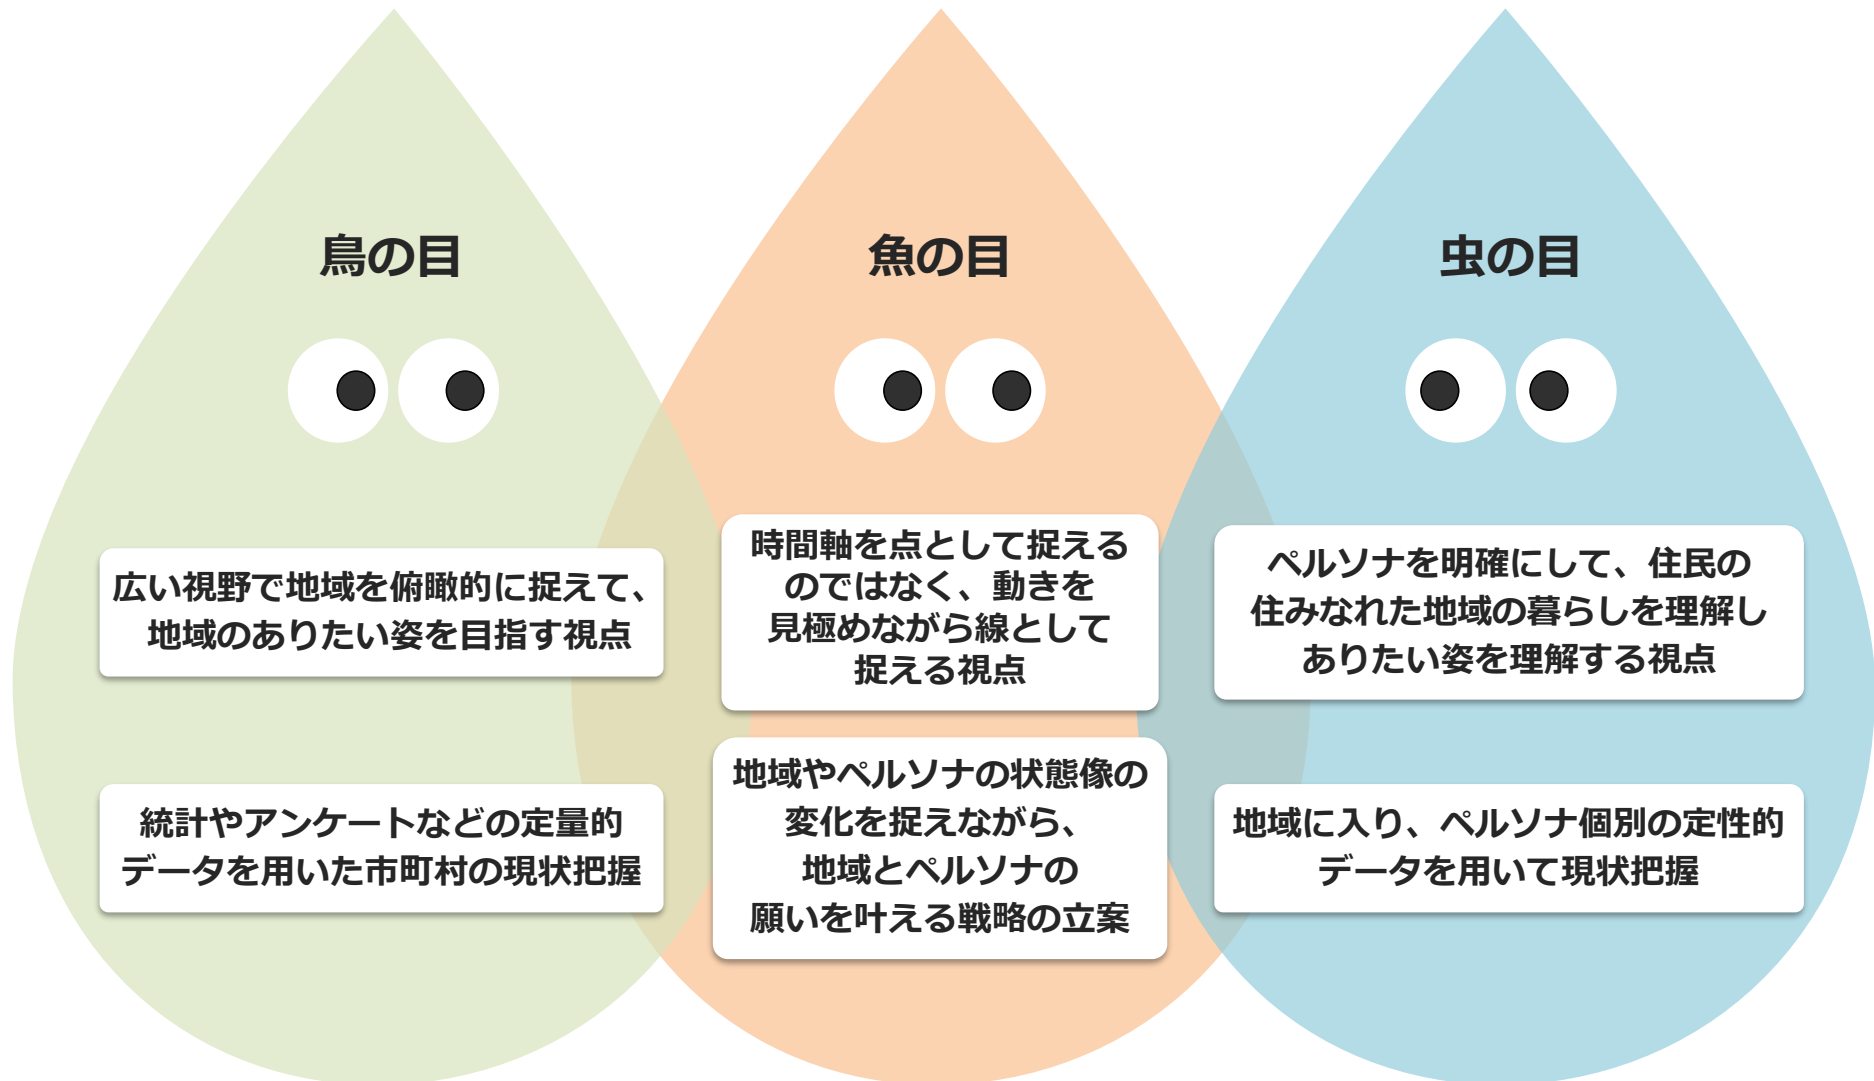 鳥の目
広い視野で地域を俯瞰的に捉えて、
地域のありたい姿を目指す視点
統計やアンケートなどの定量的
データを用いた市町村の現状把握
魚の目
時間軸を点として捉える
のではなく、動きを
見極めながら線として
捉える視点
地域やペルソナの状態像の
変化を捉えながら、
地域とペルソナの
願いを叶える戦略の立案
虫の目
ペルソナを明確にして、住民の
住みなれた地域の暮らしを理解し
ありたい姿を理解する視点
地域に入り、ペルソナ個別の定性的
データを用いて現状把握